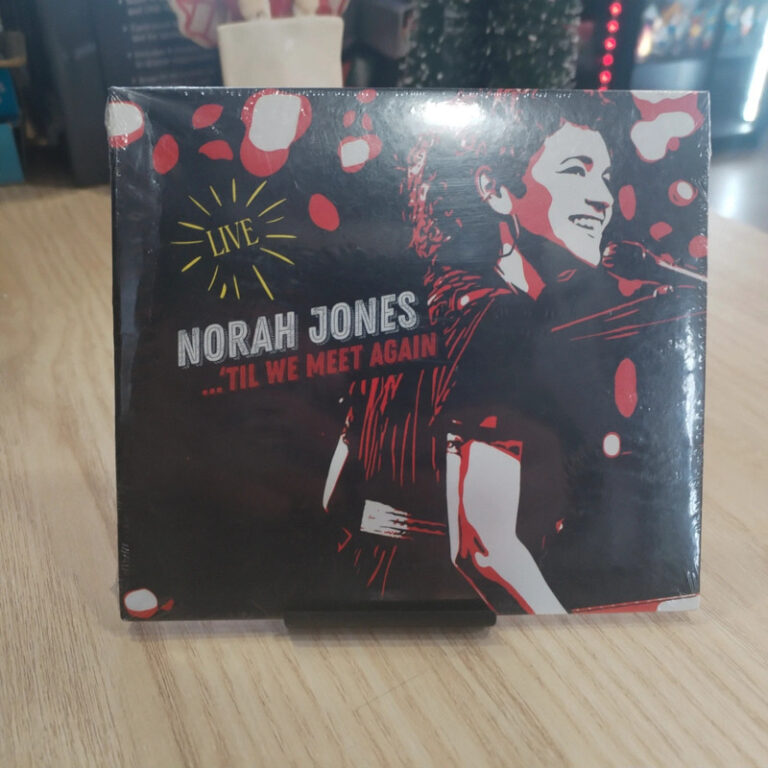 LIVE
NORAH JONES
...'TIL WE MEET AGAIN